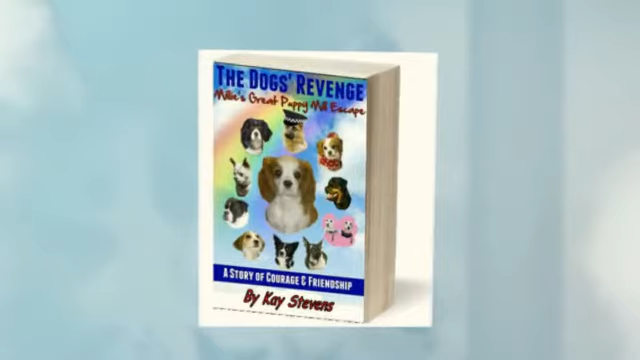 THE DOGS' REVENGE
Millie's Great Puppy Mill Escape
A STORY OF COURAGE & FRIENDSHIP
By Kay Stevens